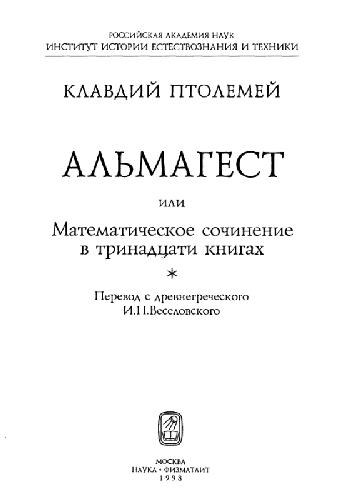 РОССИЙСКАЯ АКАДЕМИЯ НАУК
ИНСТИТУТ ИСТОРИИ ЕСТЕСТВОЗНАНИЯ И ТЕХНИКИ
КЛАВДИЙ ПТОЛЕМЕЙ
АЛЬМАГЕСТ
или
Математическое сочинение
в тринадцати книгах
*
Перевод с древнегреческого
И.Н.Веселовского
МОСКВА
НАУКА • ФИЗМАТЛИТ
1998